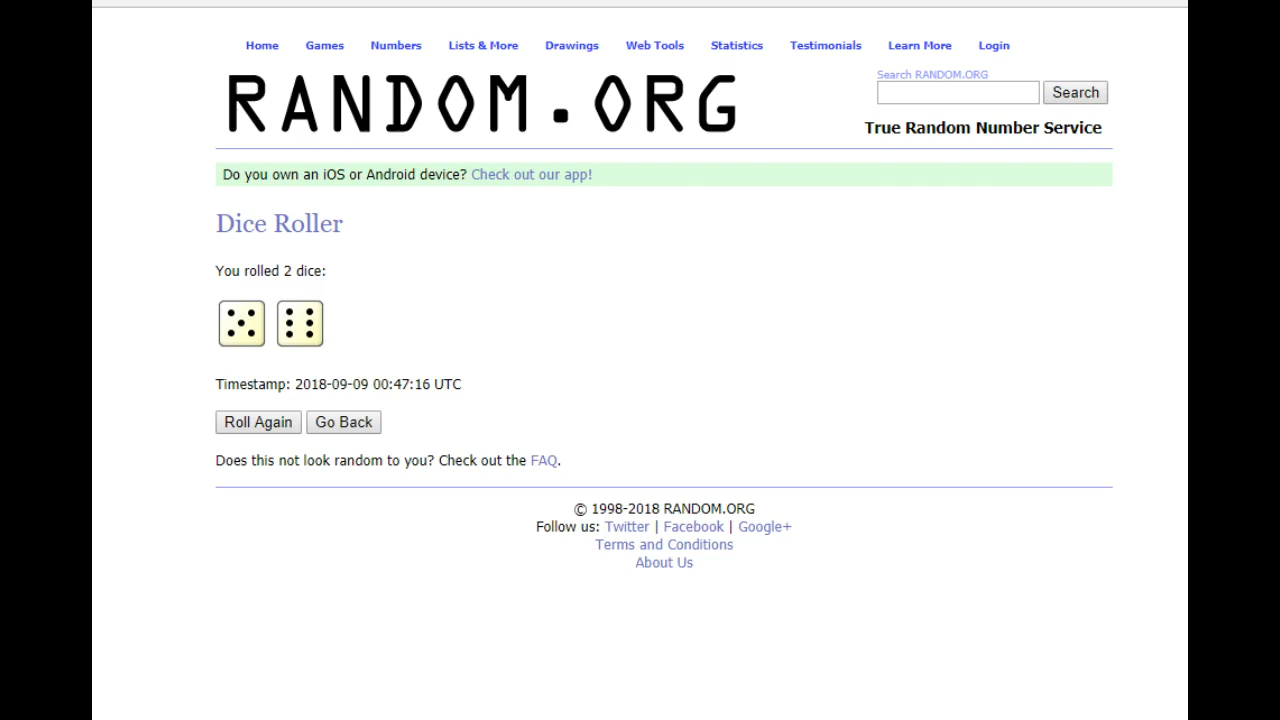 Home Games Numbers Lists & More Drawings Web Tools Statistics Testimonials Learn More Login
RANDOM.ORG
Search RANDOM.ORG
Search
True Random Number Service
Do you own an iOS or Android device? Check out our app!
Dice Roller
You rolled 2 dice:
Timestamp: 2018-09-09 00:47:16 UTC
Roll Again Go Back
Does this not look random to you? Check out the FAQ.
© 1998-2018 RANDOM.ORG
Follow us: Twitter | Facebook | Google+
Terms and Conditions
About Us